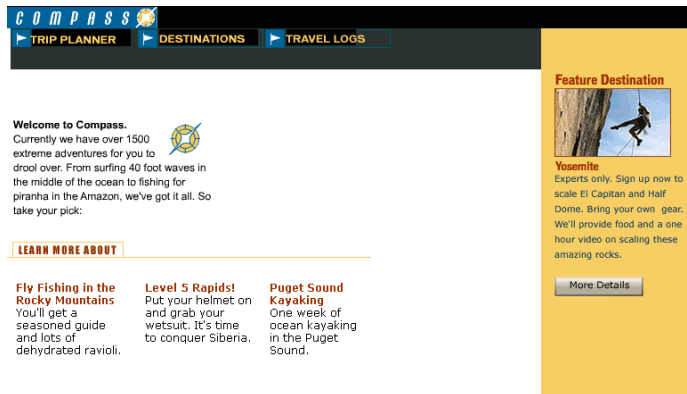 COMPASS
TRIP PLANNER
DESTINATIONS
TRAVEL LOGS
Welcome to Compass.
Currently we have over 1500
extreme adventures for you to
drool over. From surfing 40 foot waves in
the middle of the ocean to fishing for
piranha in the Amazon, we've got it all. So
take your pick:
LEARN MORE ABOUT
Fly Fishing in the
Rocky Mountains
You'll get a
seasoned guide
and lots of
dehydrated ravioli.
Level 5 Rapids!
Put your helmet on
and grab your
wetsuit. It's time
to conquer Siberia.
Puget Sound
Kayaking
One week of
ocean kayaking
in the Puget
Sound.
Feature Destination
Yosemite
Experts only. Sign up now to
scale El Capitan and Half
Dome. Bring your own gear.
We'll provide food and a one
hour video on scaling these
amazing rocks.
More Details